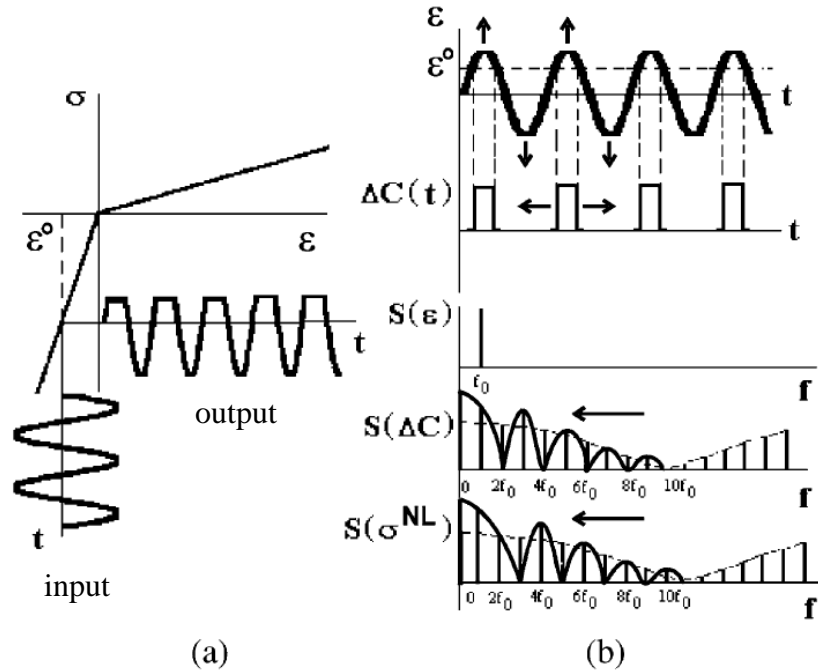 σ
ε°
ε
t
output
t
input
(a)
ε
ε°
t
ΔC(t)
t
S(ε)
f₀
f
S(ΔC)
0 2f₀ 4f₀ 6f₀ 8f₀ 10f₀
f
S(σᴺᴸ)
0 2f₀ 4f₀ 6f₀ 8f₀ 10f₀
f
(b)